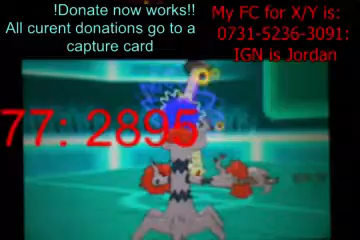 !Donate now works!!
All curent donations go to a
capture card
My FC for X/Y is:
0731-5236-3091:
IGN is Jordan
77: 2895